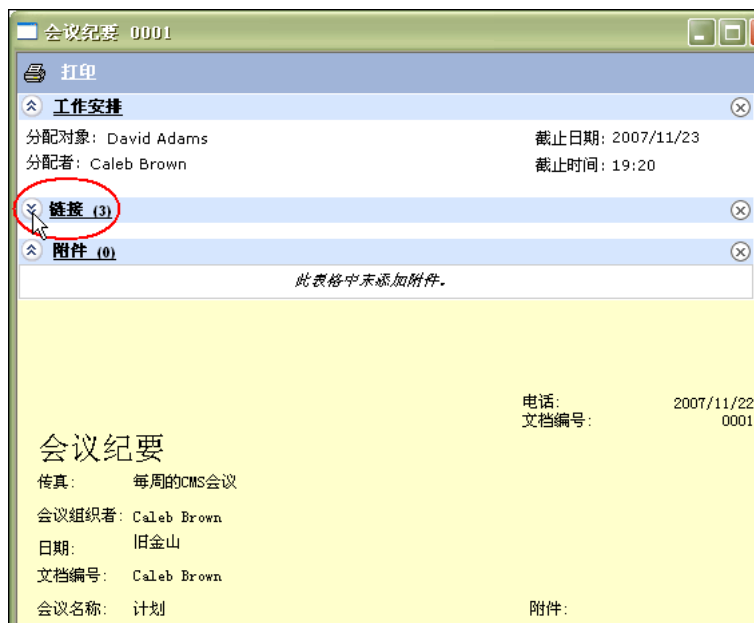 会议纪要 0001
打印
工作安排
分配对象: David Adams 截止日期: 2007/11/23
分配者: Caleb Brown 截止时间: 19:20
链接 (3)
附件 (0)
此表格中未添加附件。
电话: 2007/11/22
文档编号: 0001
会议纪要
传真: 每周的CMS会议
会议组织者: Caleb Brown
日期: 旧金山
文档编号: Caleb Brown
会议名称: 计划 附件: